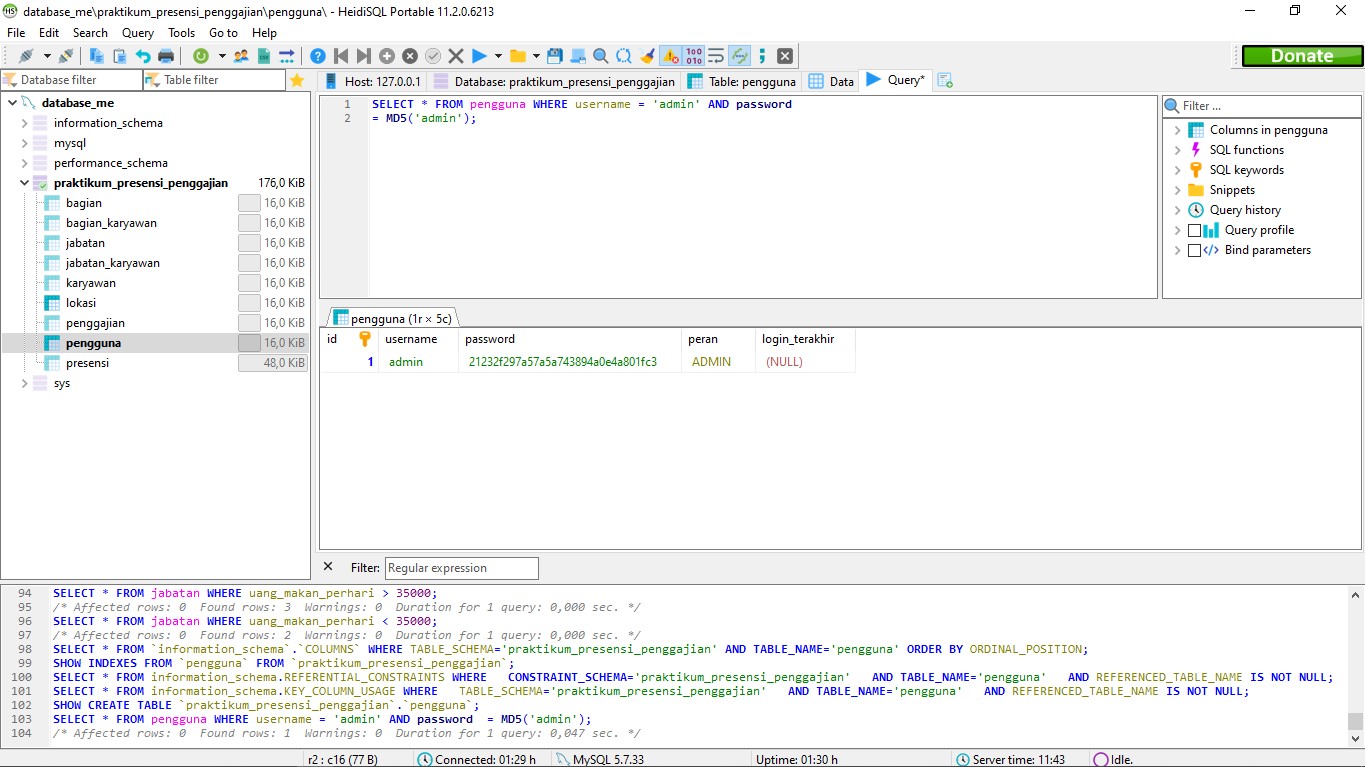 database_me\praktikum_presensi_penggajian\pengguna\ - HeidiSQL Portable 11.2.0.6213
File Edit Search Query Tools Go to Help
Donate
Database filter
Table filter
Host: 127.0.0.1
Database: praktikum_presensi_penggajian
Table: pengguna
Data
Query*
database_me
information_schema
mysql
performance_schema
praktikum_presensi_penggajian 176,0 KiB
bagian 16,0 KiB
bagian_karyawan 16,0 KiB
jabatan 16,0 KiB
jabatan_karyawan 16,0 KiB
karyawan 16,0 KiB
lokasi 16,0 KiB
penggajian 16,0 KiB
pengguna 16,0 KiB
presensi 48,0 KiB
sys
1 SELECT * FROM pengguna WHERE username = 'admin' AND password
2 = MD5('admin');
Filter ...
Columns in pengguna
SQL functions
SQL keywords
Snippets
Query history
Query profile
Bind parameters
pengguna (1r × 5c)
id username password peran login_terakhir
1 admin 21232f297a57a5a743894a0e4a801fc3 ADMIN (NULL)
Filter: Regular expression
94 SELECT * FROM jabatan WHERE uang_makan_perhari > 35000;
95 /* Affected rows: 0 Found rows: 3 Warnings: 0 Duration for 1 query: 0,000 sec. */
96 SELECT * FROM jabatan WHERE uang_makan_perhari < 35000;
97 /* Affected rows: 0 Found rows: 2 Warnings: 0 Duration for 1 query: 0,000 sec. */
98 SELECT * FROM `information_schema`.`COLUMNS` WHERE TABLE_SCHEMA='praktikum_presensi_penggajian' AND TABLE_NAME='pengguna' ORDER BY ORDINAL_POSITION;
99 SHOW INDEXES FROM `pengguna` FROM `praktikum_presensi_penggajian`;
100 SELECT * FROM information_schema.REFERENTIAL_CONSTRAINTS WHERE CONSTRAINT_SCHEMA='praktikum_presensi_penggajian' AND TABLE_NAME='pengguna' AND REFERENCED_TABLE_NAME IS NOT NULL;
101 SELECT * FROM information_schema.KEY_COLUMN_USAGE WHERE TABLE_SCHEMA='praktikum_presensi_penggajian' AND TABLE_NAME='pengguna' AND REFERENCED_TABLE_NAME IS NOT NULL;
102 SHOW CREATE TABLE `praktikum_presensi_penggajian`.`pengguna`;
103 SELECT * FROM pengguna WHERE username = 'admin' AND password = MD5('admin');
104 /* Affected rows: 0 Found rows: 1 Warnings: 0 Duration for 1 query: 0,047 sec. */
r2 : c16 (77 B) Connected: 01:29 h MySQL 5.7.33 Uptime: 01:30 h Server time: 11:43 Idle.